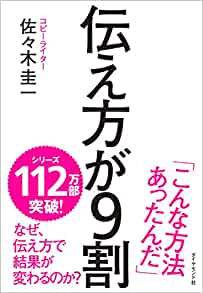 伝え方が9割
コピーライター
佐々木圭一
「こんな方法
あったんだ」
シリーズ
112万部
突破!
なぜ、伝え方で
結果が
変わるのか?
ダイヤモンド社